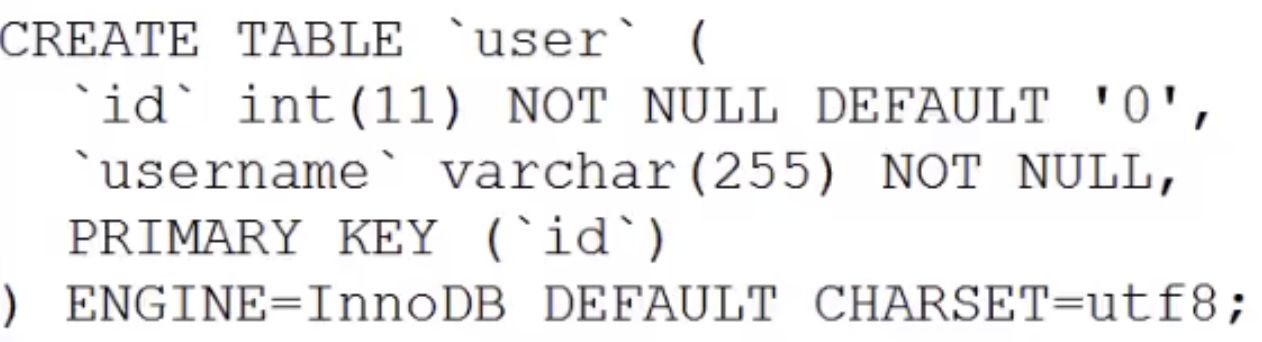 CREATE TABLE `user` (
`id` int(11) NOT NULL DEFAULT '0',
`username` varchar(255) NOT NULL,
PRIMARY KEY (`id`)
) ENGINE=InnoDB DEFAULT CHARSET=utf8;